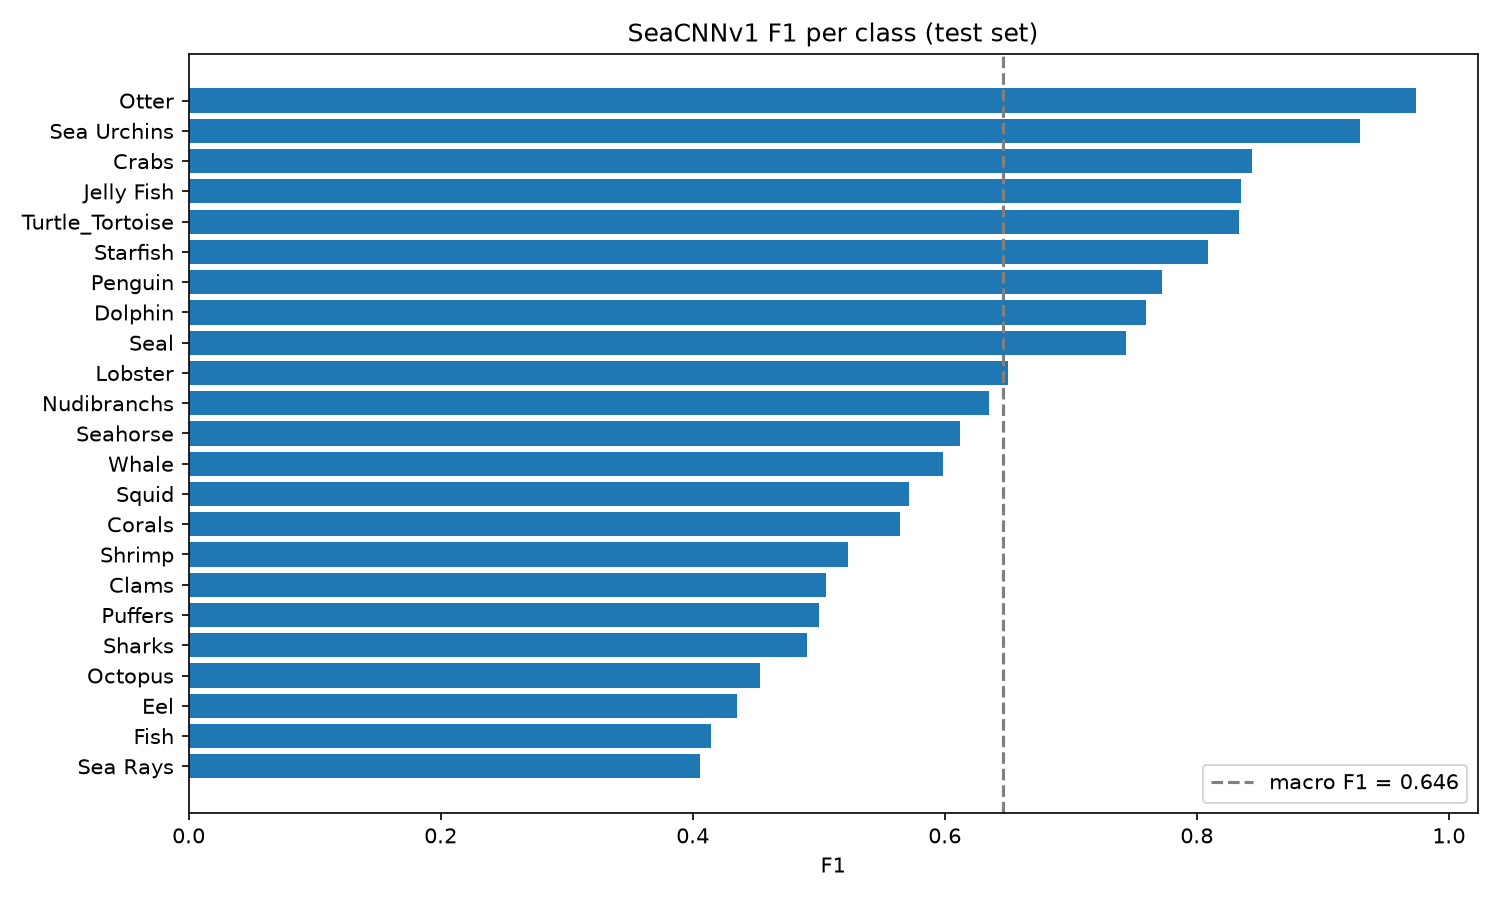 SeaCNNv1 F1 per class (test set)
Otter
Sea Urchins
Crabs
Jelly Fish
Turtle_Tortoise
Starfish
Penguin
Dolphin
Seal
Lobster
Nudibranchs
Seahorse
Whale
Squid
Corals
Shrimp
Clams
Puffers
Sharks
Octopus
Eel
Fish
Sea Rays
macro F1 = 0.646
0.0 0.2 0.4 0.6 0.8 1.0
F1